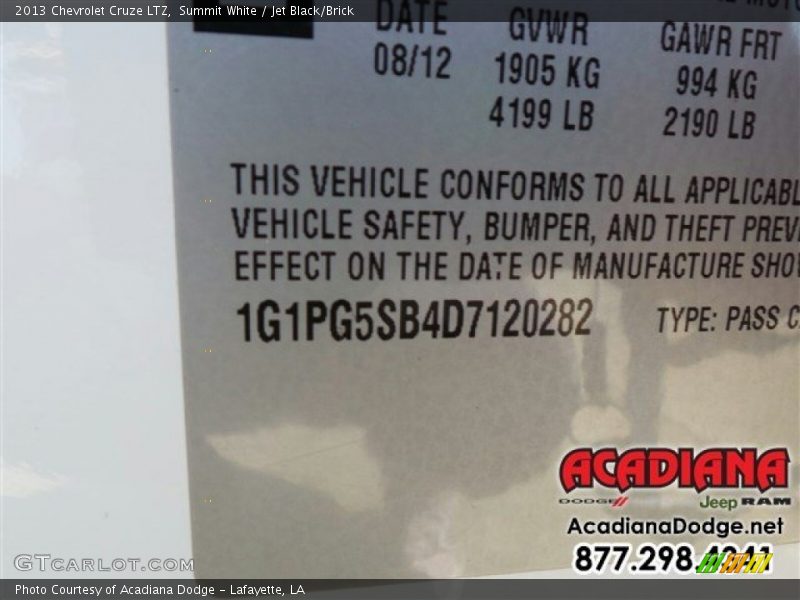 2013 Chevrolet Cruze LTZ, Summit White / Jet Black/Brick
DATE GVWR GAWR FRT
08/12 1905 KG 994 KG
4199 LB 2190 LB
THIS VEHICLE CONFORMS TO ALL APPLICABL
VEHICLE SAFETY, BUMPER, AND THEFT PREV
EFFECT ON THE DATE OF MANUFACTURE SHO
1G1PG5SB4D7120282 TYPE: PASS C
ACADIANA
DODGE Jeep RAM
AcadianaDodge.net
877.298.4941
GTCARLOT.COM
Photo Courtesy of Acadiana Dodge - Lafayette, LA